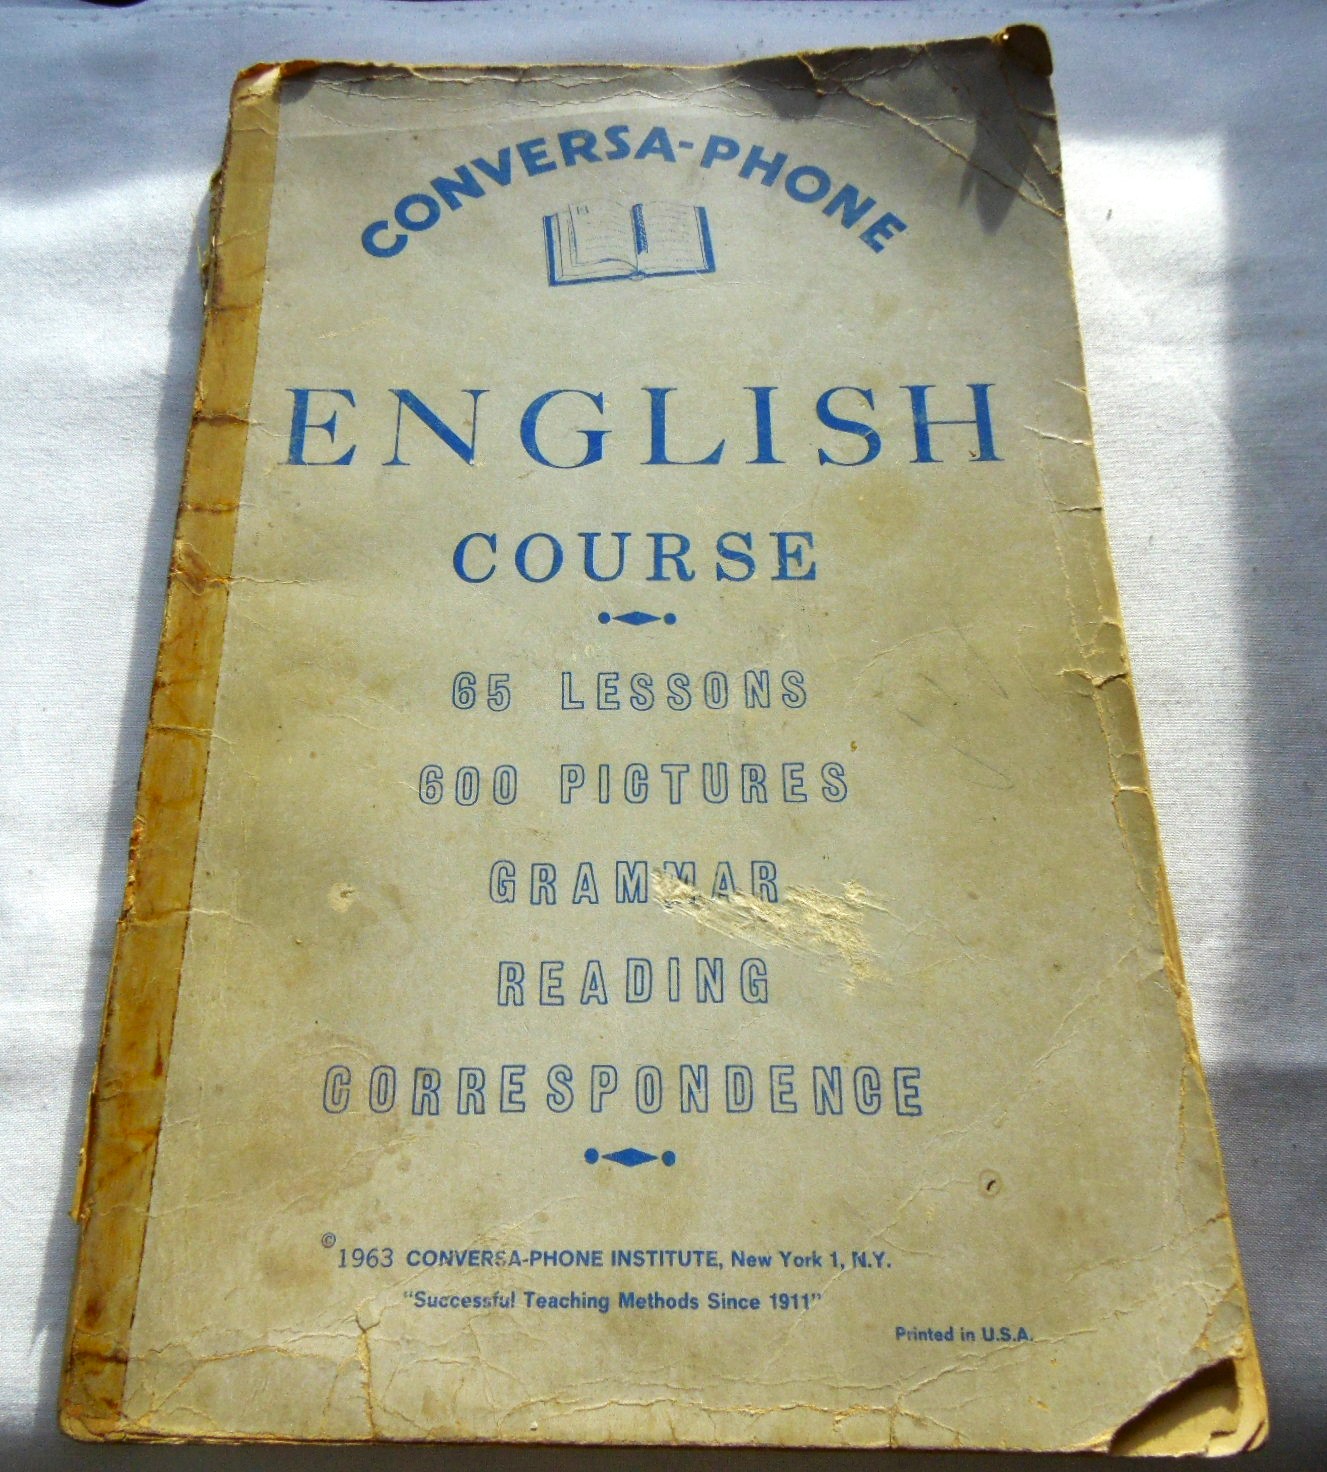 CONVERSA-PHONE
ENGLISH
COURSE
65 LESSONS
600 PICTURES
GRAMMAR
READING
CORRESPONDENCE
© 1963 CONVERSA-PHONE INSTITUTE, New York 1, N.Y.
"Successful Teaching Methods Since 1911"
Printed in U.S.A.